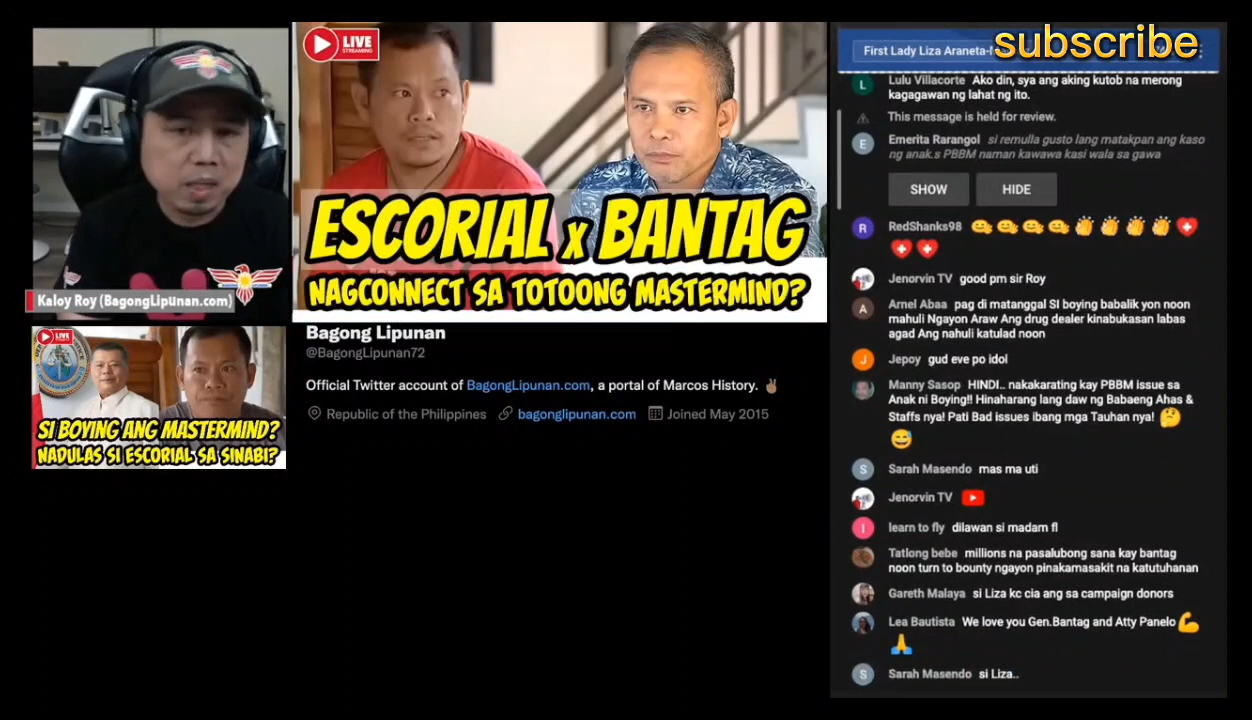 Kaloy Roy (BagongLipunan.com)
LIVE
SI BOYING ANG MASTERMIND?
NADULAS SI ESCORIAL SA SINABI?
LIVE
STREAMING
ESCORIAL x BANTAG
NAGCONNECT SA TOTOONG MASTERMIND?
Bagong Lipunan
@BagongLipunan72
Official Twitter account of BagongLipunan.com, a portal of Marcos History.
Republic of the Philippines bagonglipunan.com Joined May 2015
subscribe
First Lady Liza Araneta-
Lulu Villacorte Ako din, sya ang aking kutob na merong
kagagawan ng lahat ng ito.
This message is held for review.
Emerita Rarangol si remulla gusto lang matakpan ang kaso
ng anak.s PBBM naman kawawa kasi wala sa gawa
SHOW HIDE
RedShanks98
Jenorvin TV good pm sir Roy
Arnel Abaa pag di matanggal SI boying babalik yon noon
mahuli Ngayon Araw Ang drug dealer kinabukasan labas
agad Ang nahuli katulad noon
Jepoy gud eve po idol
Manny Sasop HINDI.. nakakarating kay PBBM issue sa
Anak ni Boying!! Hinaharang lang daw ng Babaeng Ahas &
Staffs nya! Pati Bad issues ibang mga Tauhan nya! 🤔
😅
Sarah Masendo mas ma uti
Jenorvin TV
learn to fly dilawan si madam fl
Tatlong bebe millions na pasalubong sana kay bantag
noon turn to bounty ngayon pinakamasakit na katutuhanan
Gareth Malaya si Liza kc cia ang sa campaign donors
Lea Bautista We love you Gen.Bantag and Atty Panelo 💪
🙏
Sarah Masendo si Liza..